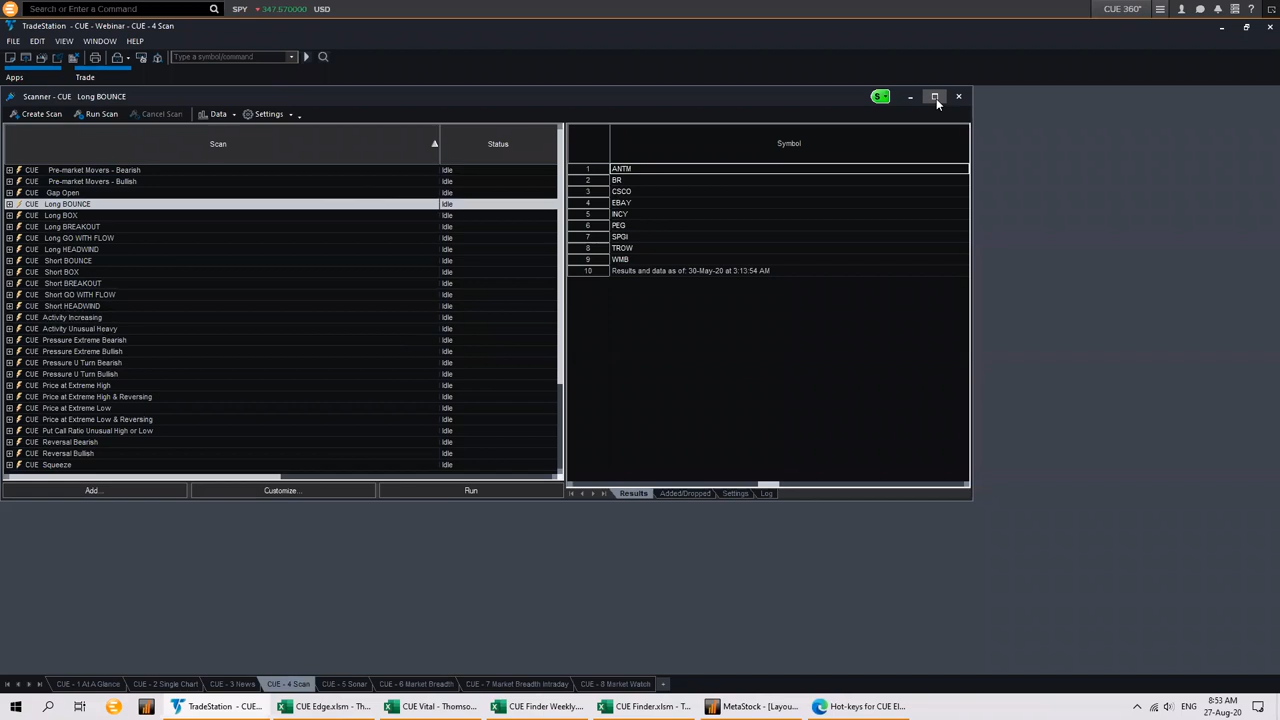 Search or Enter Command
SPY 347.570000 USD
CUE 360°
TradeStation - CUE - Webinar - CUE - 4 Scan
FILE EDIT VIEW WINDOW HELP
Type a symbol/command
Apps Trade
Scanner - CUE Long BOUNCE
S
Create Scan Run Scan Cancel Scan Data Settings
Scan Status Symbol
CUE Pre-market Movers - Bearish Idle
CUE Pre-market Movers - Bullish Idle
CUE Gap Open Idle
CUE Long BOUNCE Idle
CUE Long BOX Idle
CUE Long BREAKOUT Idle
CUE Long GO WITH FLOW Idle
CUE Long HEADWIND Idle
CUE Short BOUNCE Idle
CUE Short BOX Idle
CUE Short BREAKOUT Idle
CUE Short GO WITH FLOW Idle
CUE Short HEADWIND Idle
CUE Activity Increasing Idle
CUE Activity Unusual Heavy Idle
CUE Pressure Extreme Bearish Idle
CUE Pressure Extreme Bullish Idle
CUE Pressure U Turn Bearish Idle
CUE Pressure U Turn Bullish Idle
CUE Price at Extreme High Idle
CUE Price at Extreme High & Reversing Idle
CUE Price at Extreme Low Idle
CUE Price at Extreme Low & Reversing Idle
CUE Put Call Ratio Unusual High or Low Idle
CUE Reversal Bearish Idle
CUE Reversal Bullish Idle
CUE Squeeze Idle
1 ANTM
2 BR
3 CSCO
4 EBAY
5 INCY
6 PEG
7 SPGI
8 TROW
9 WMB
10 Results and data as of: 30-May-20 at 3:13:54 AM
Add... Customize... Run
Results Added/Dropped Settings Log
CUE - 1 At A Glance CUE - 2 Single Chart CUE - 3 News CUE - 4 Scan CUE - 5 Sonar CUE - 6 Market Breadth CUE - 7 Market Breadth Intraday CUE - 8 Market Watch
TradeStation - CUE... CUE Edge.xlsm - Th... CUE Vital - Thomso... CUE Finder Weekly.... CUE Finder.xlsm - T... MetaStock - [Layou... Hot-keys for CUE El...
ENG 8:53 AM
27-Aug-20